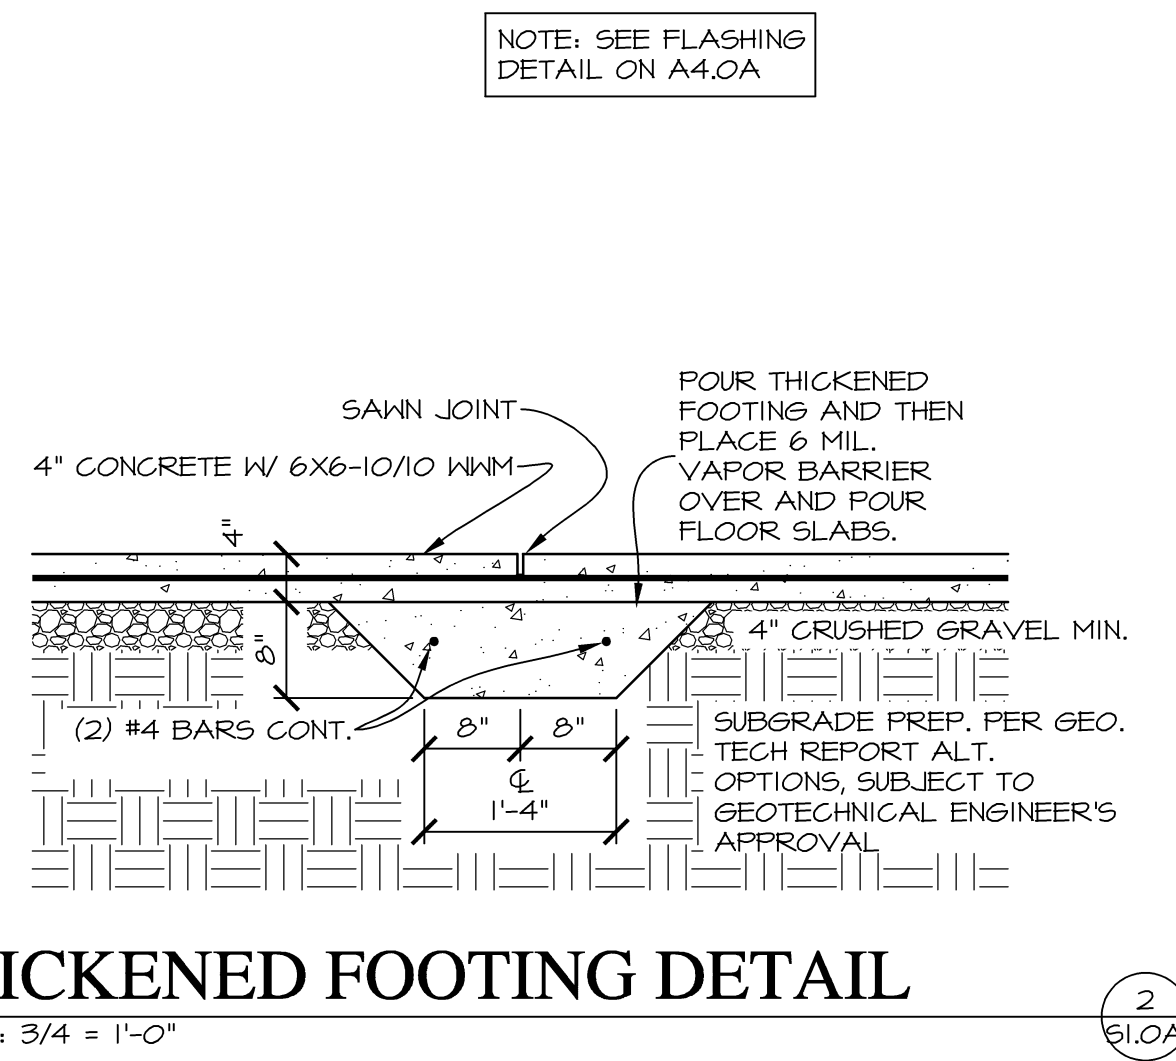 NOTE: SEE FLASHING
DETAIL ON A4.0A
POUR THICKENED
FOOTING AND THEN
PLACE 6 MIL.
VAPOR BARRIER
OVER AND POUR
FLOOR SLABS.
SAWN JOINT
4" CONCRETE W/ 6X6-10/10 WWM
4"
8"
4" CRUSHED GRAVEL MIN.
(2) #4 BARS CONT.
8" 8"
℄
1'-4"
SUBGRADE PREP. PER GEO.
TECH REPORT ALT.
OPTIONS, SUBJECT TO
GEOTECHNICAL ENGINEER'S
APPROVAL
ICKENED FOOTING DETAIL
: 3/4 = 1'-0"
2
S1.0A